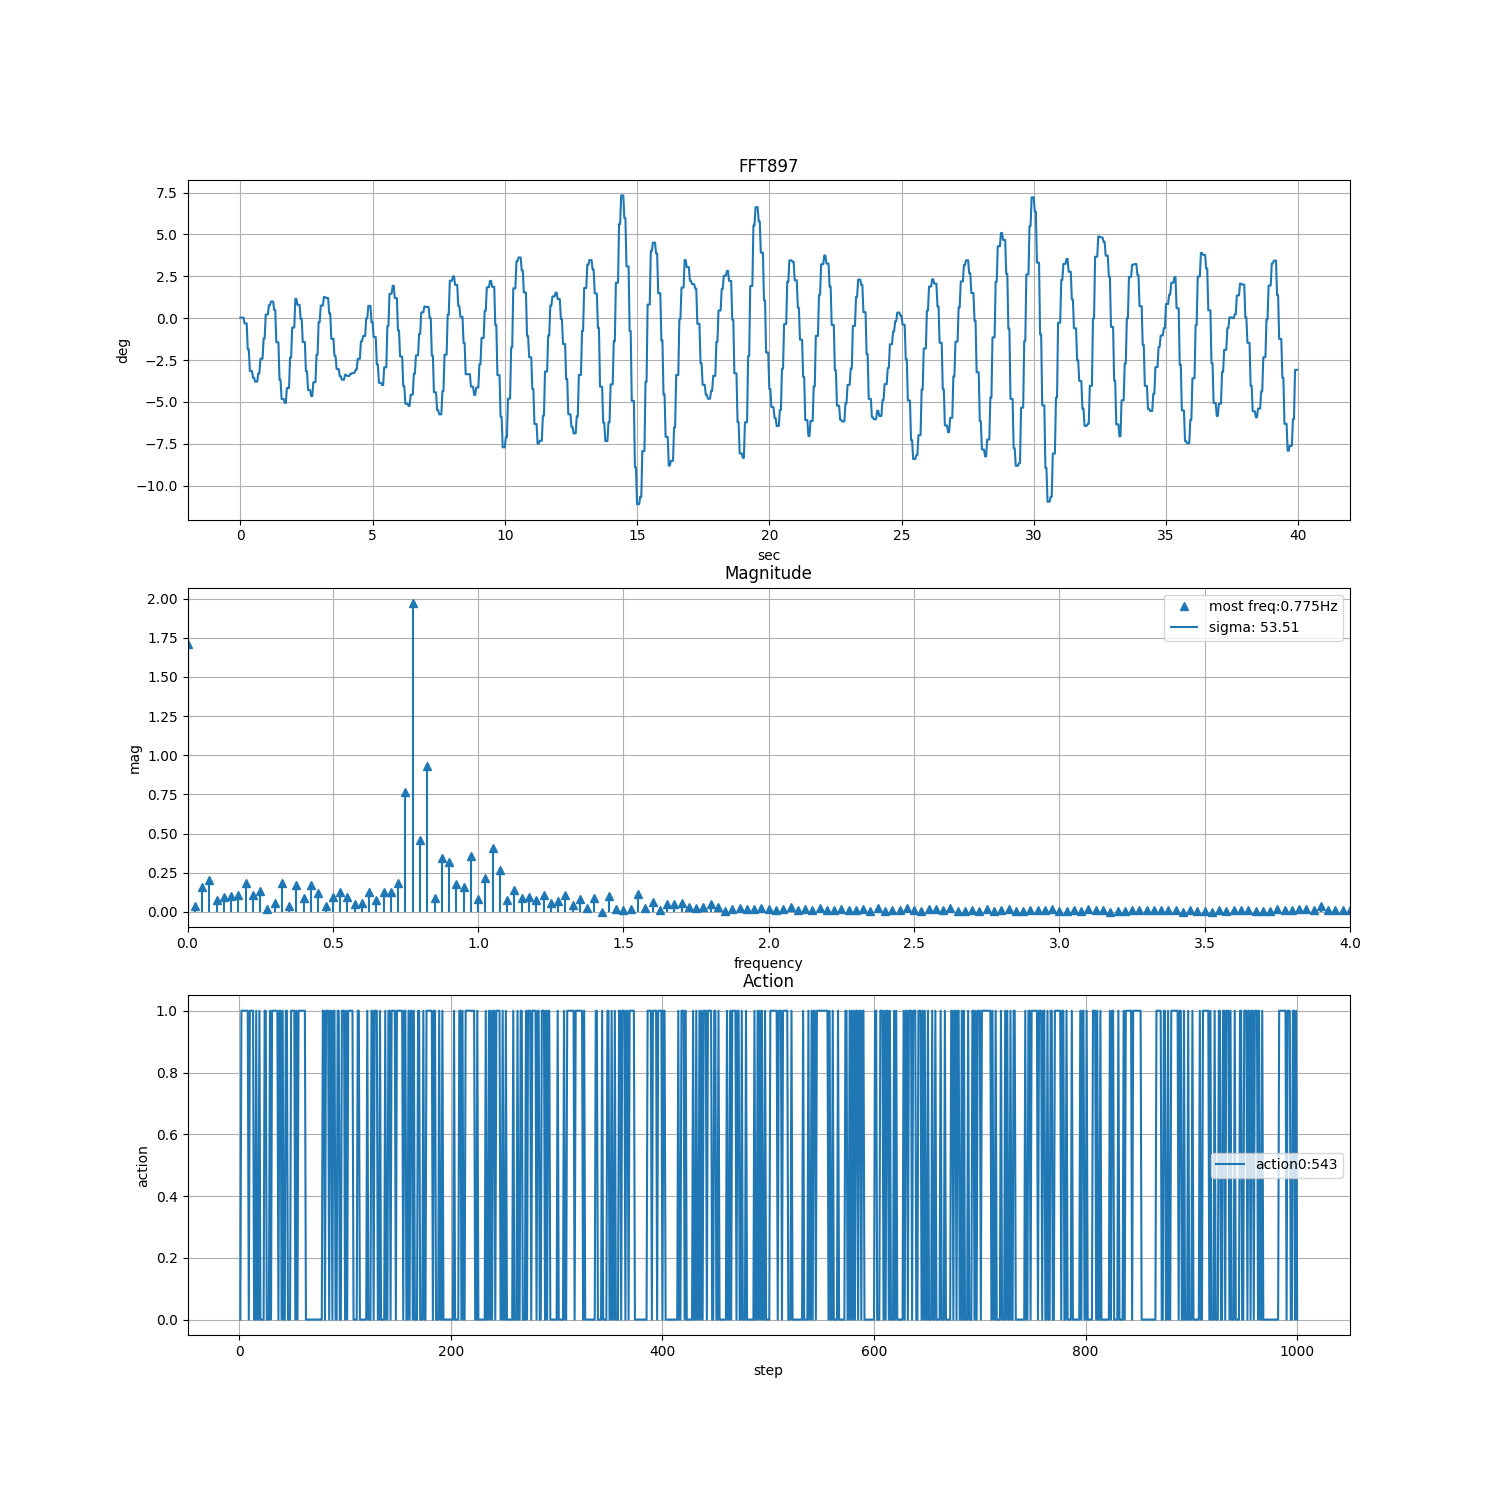 FFT897
7.5
5.0
2.5
0.0
−2.5
−5.0
−7.5
−10.0
deg
0 5 10 15 20 25 30 35 40
sec
Magnitude
most freq:0.775Hz
sigma: 53.51
2.00
1.75
1.50
1.25
1.00
0.75
0.50
0.25
0.00
mag
0.0 0.5 1.0 1.5 2.0 2.5 3.0 3.5 4.0
frequency
Action
1.0
0.8
0.6
0.4
0.2
0.0
action
action0:543
0 200 400 600 800 1000
step